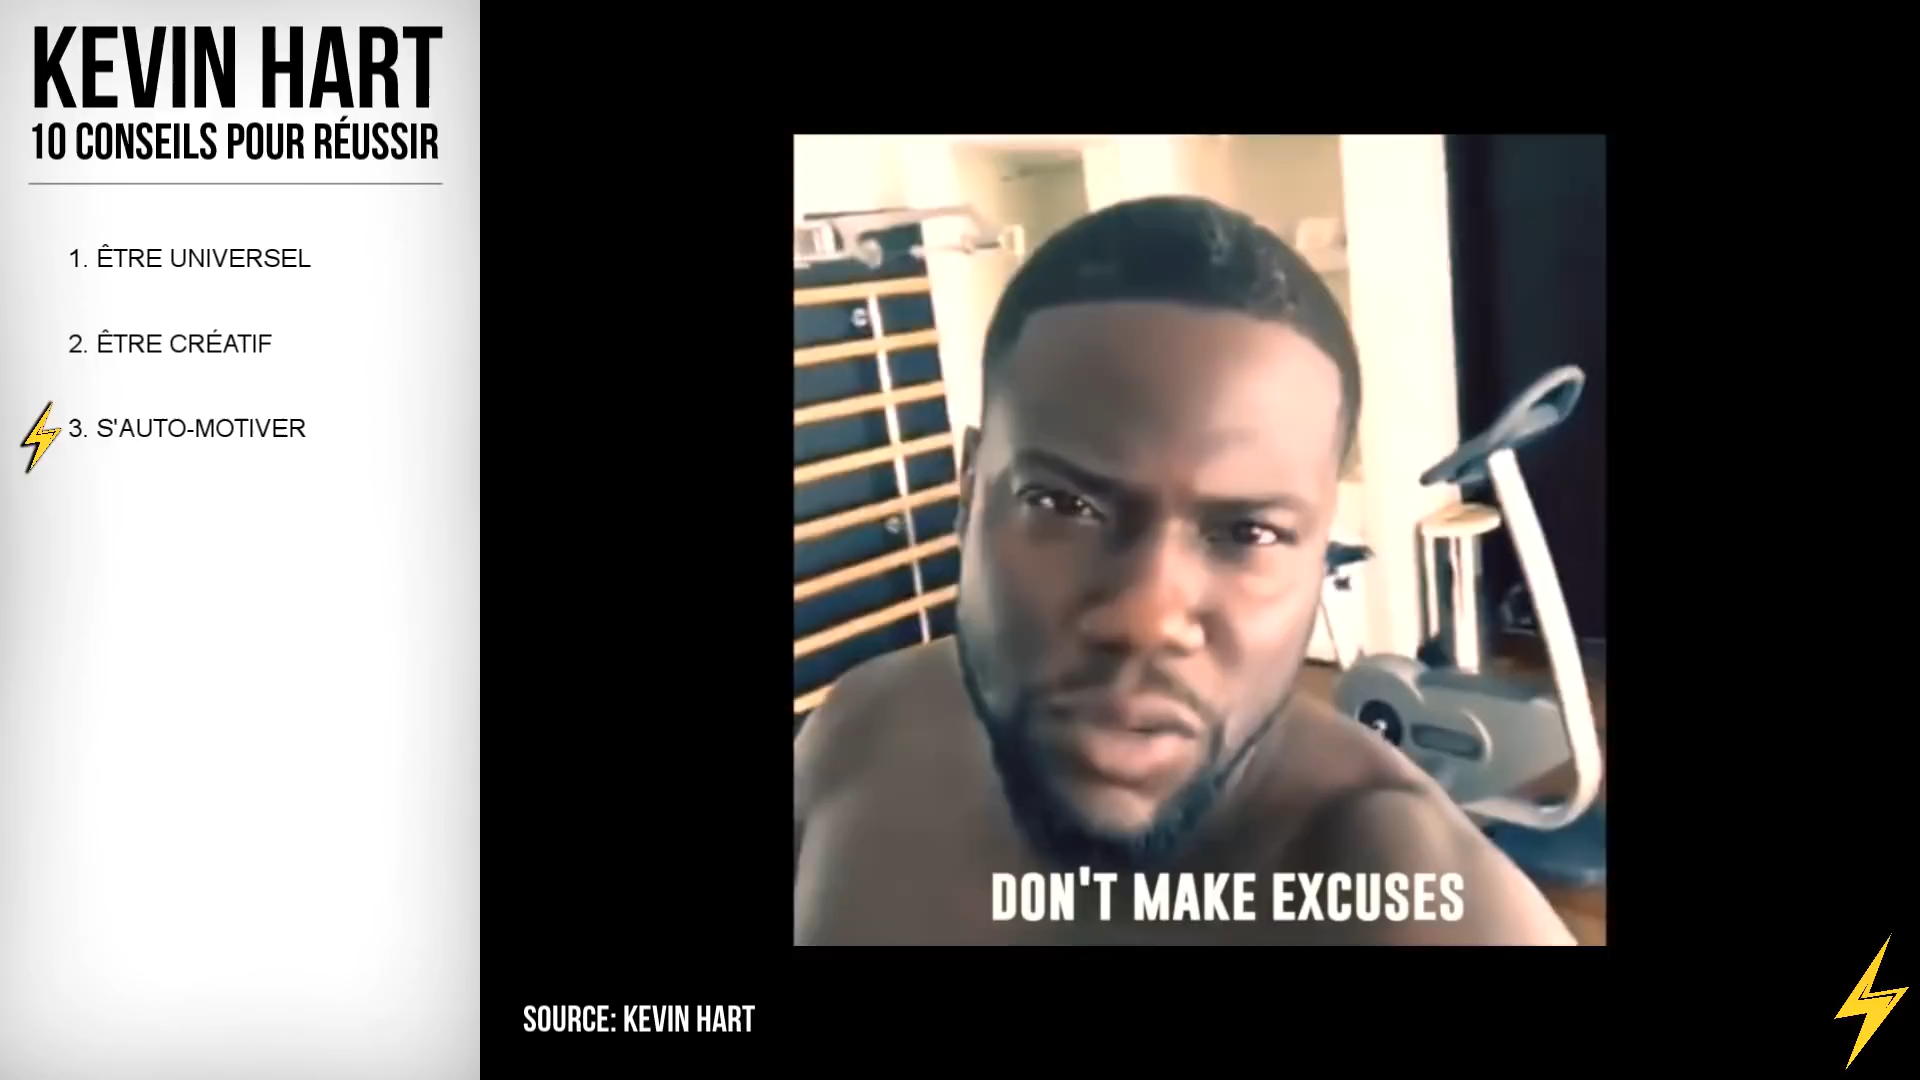 KEVIN HART
10 CONSEILS POUR RÉUSSIR
1. ÊTRE UNIVERSEL
2. ÊTRE CRÉATIF
3. S'AUTO-MOTIVER
DON'T MAKE EXCUSES
SOURCE: KEVIN HART